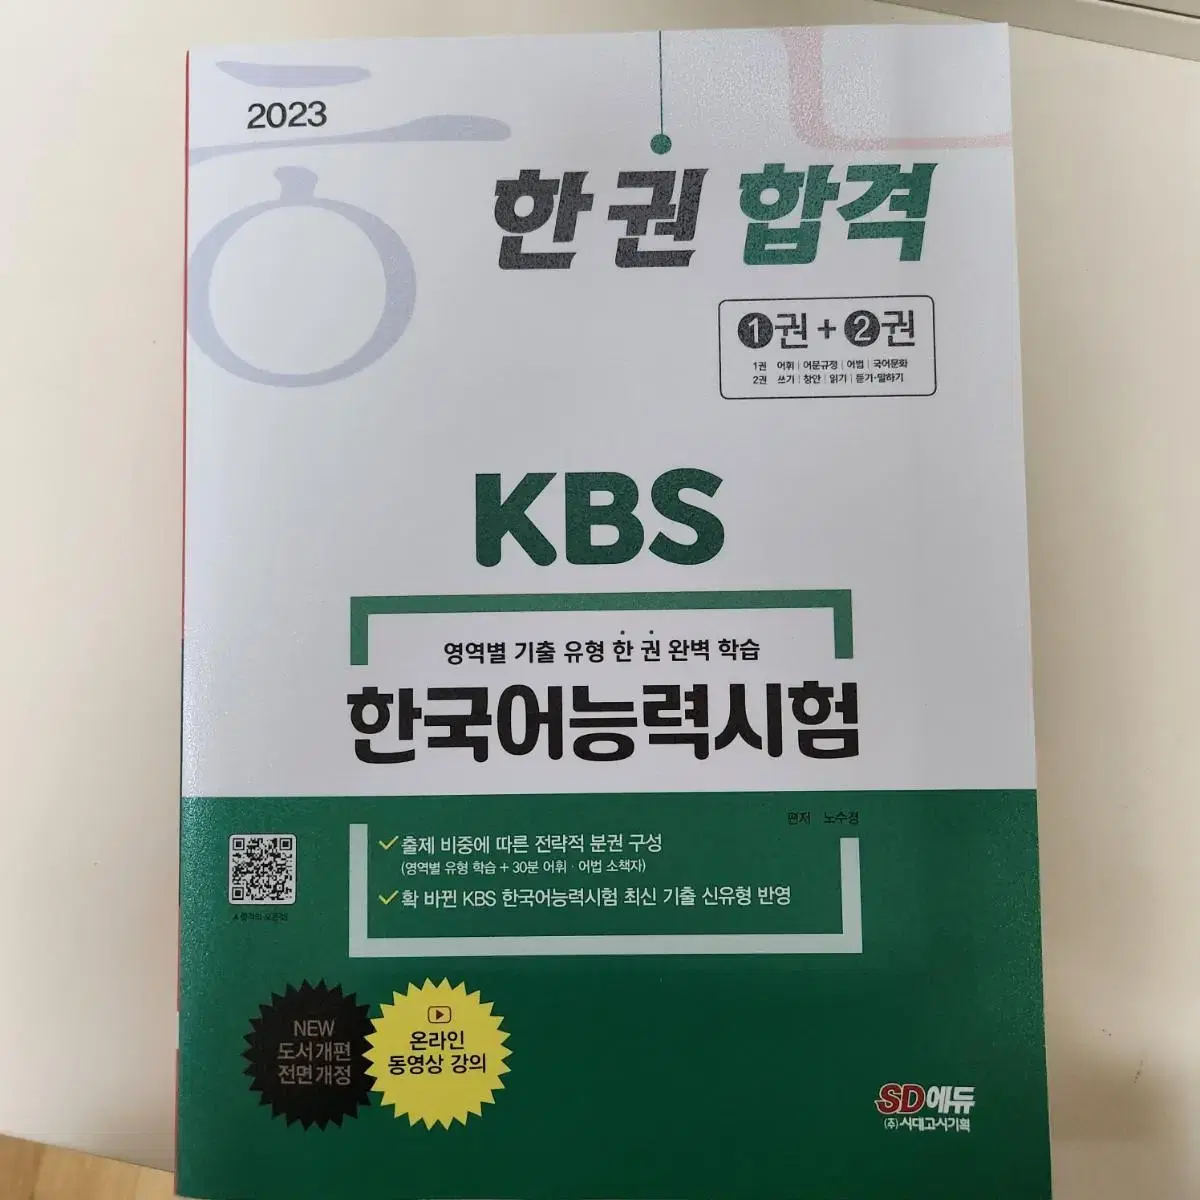 2023
한 권 합격
1권 + 2권
1권 어휘 | 어문규정 | 어법 | 국어문화
2권 쓰기 | 창안 | 읽기 | 듣기·말하기
KBS
영역별 기출 유형 한 권 완벽 학습
한국어능력시험
편저 노수경
출제 비중에 따른 전략적 분권 구성
(영역별 유형 학습 + 30분 어휘·어법 소책자)
확 바뀐 KBS 한국어능력시험 최신 기출 신유형 반영
NEW
도서개편
전면개정
온라인
동영상 강의
SD에듀
(주)시대고시기획